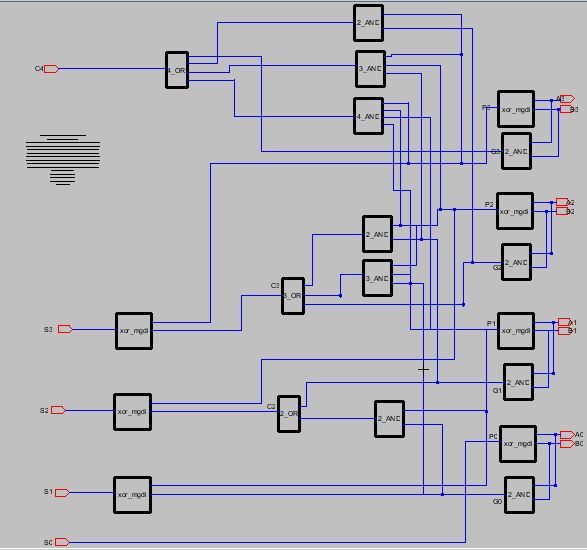 2_AND
C4
4_OR
3_AND
A3
P3
xor_mgdi
B3
4_AND
G3
2_AND
P2
xor_mgdi
A2
B2
2_AND
G2
2_AND
3_AND
C3
3_OR
S3
xor_mgdi
P1
xor_mgdi
A1
B1
G1
2_AND
S2
xor_mgdi
C2
2_OR
2_AND
P0
xor_mgdi
A0
B0
S1
xor_mgdi
G0
2_AND
S0